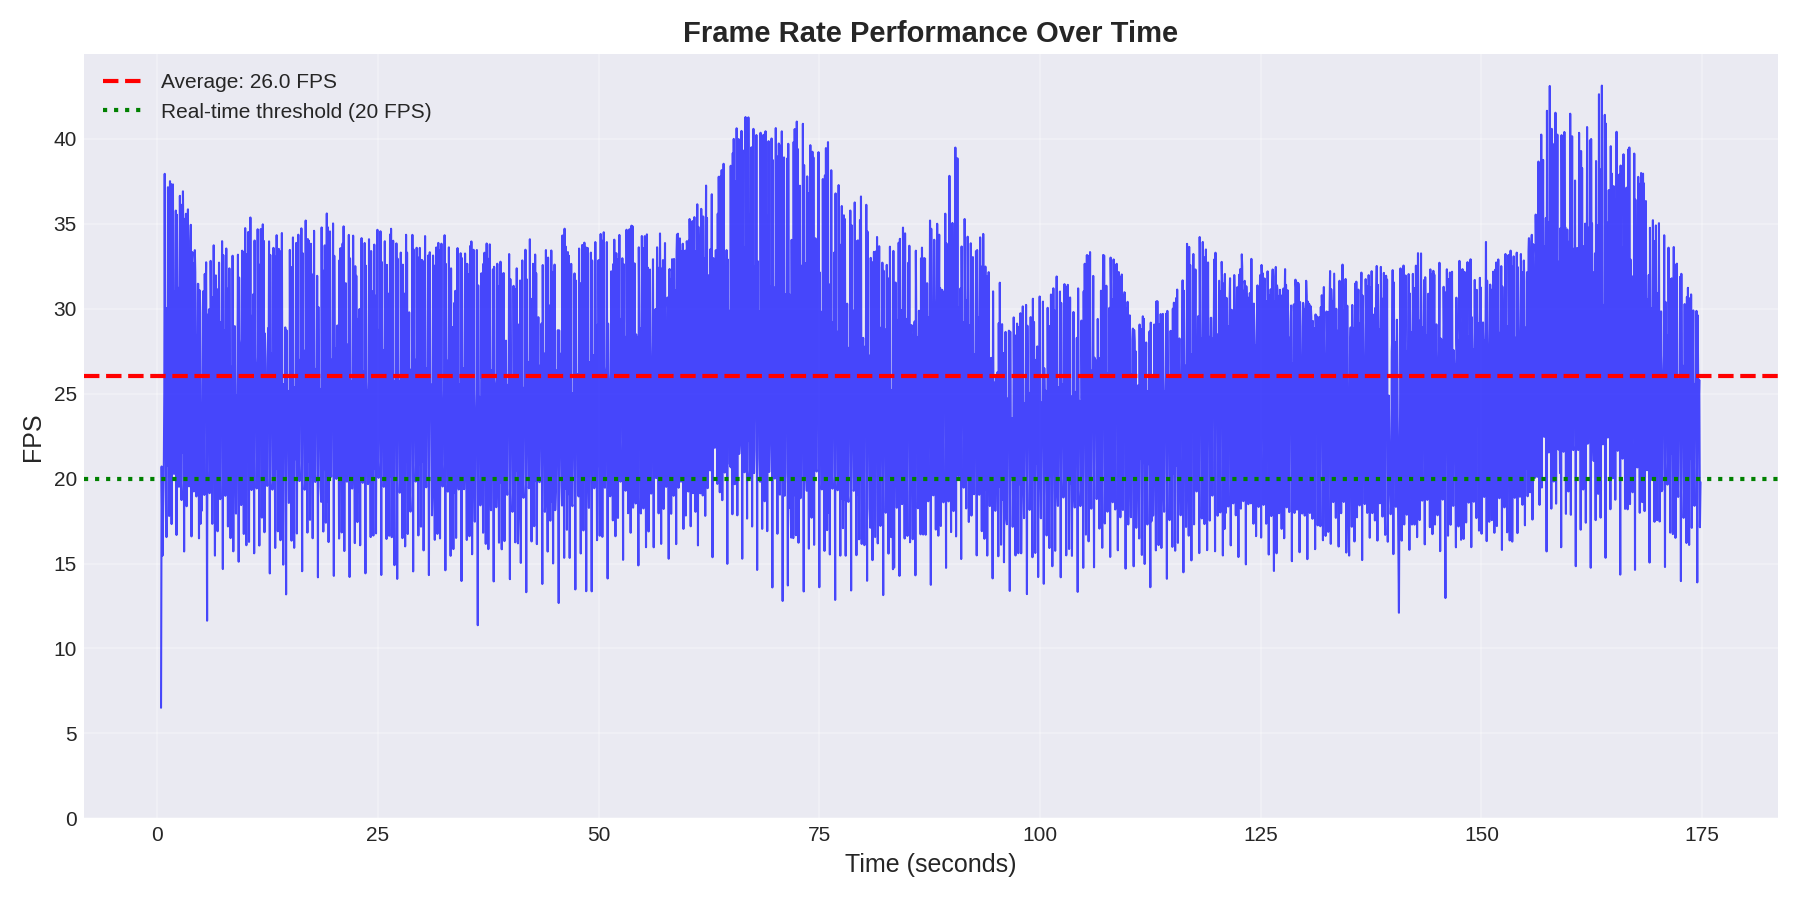 Frame Rate Performance Over Time
Average: 26.0 FPS
Real-time threshold (20 FPS)
FPS
40
35
30
25
20
15
10
5
0
0 25 50 75 100 125 150 175
Time (seconds)